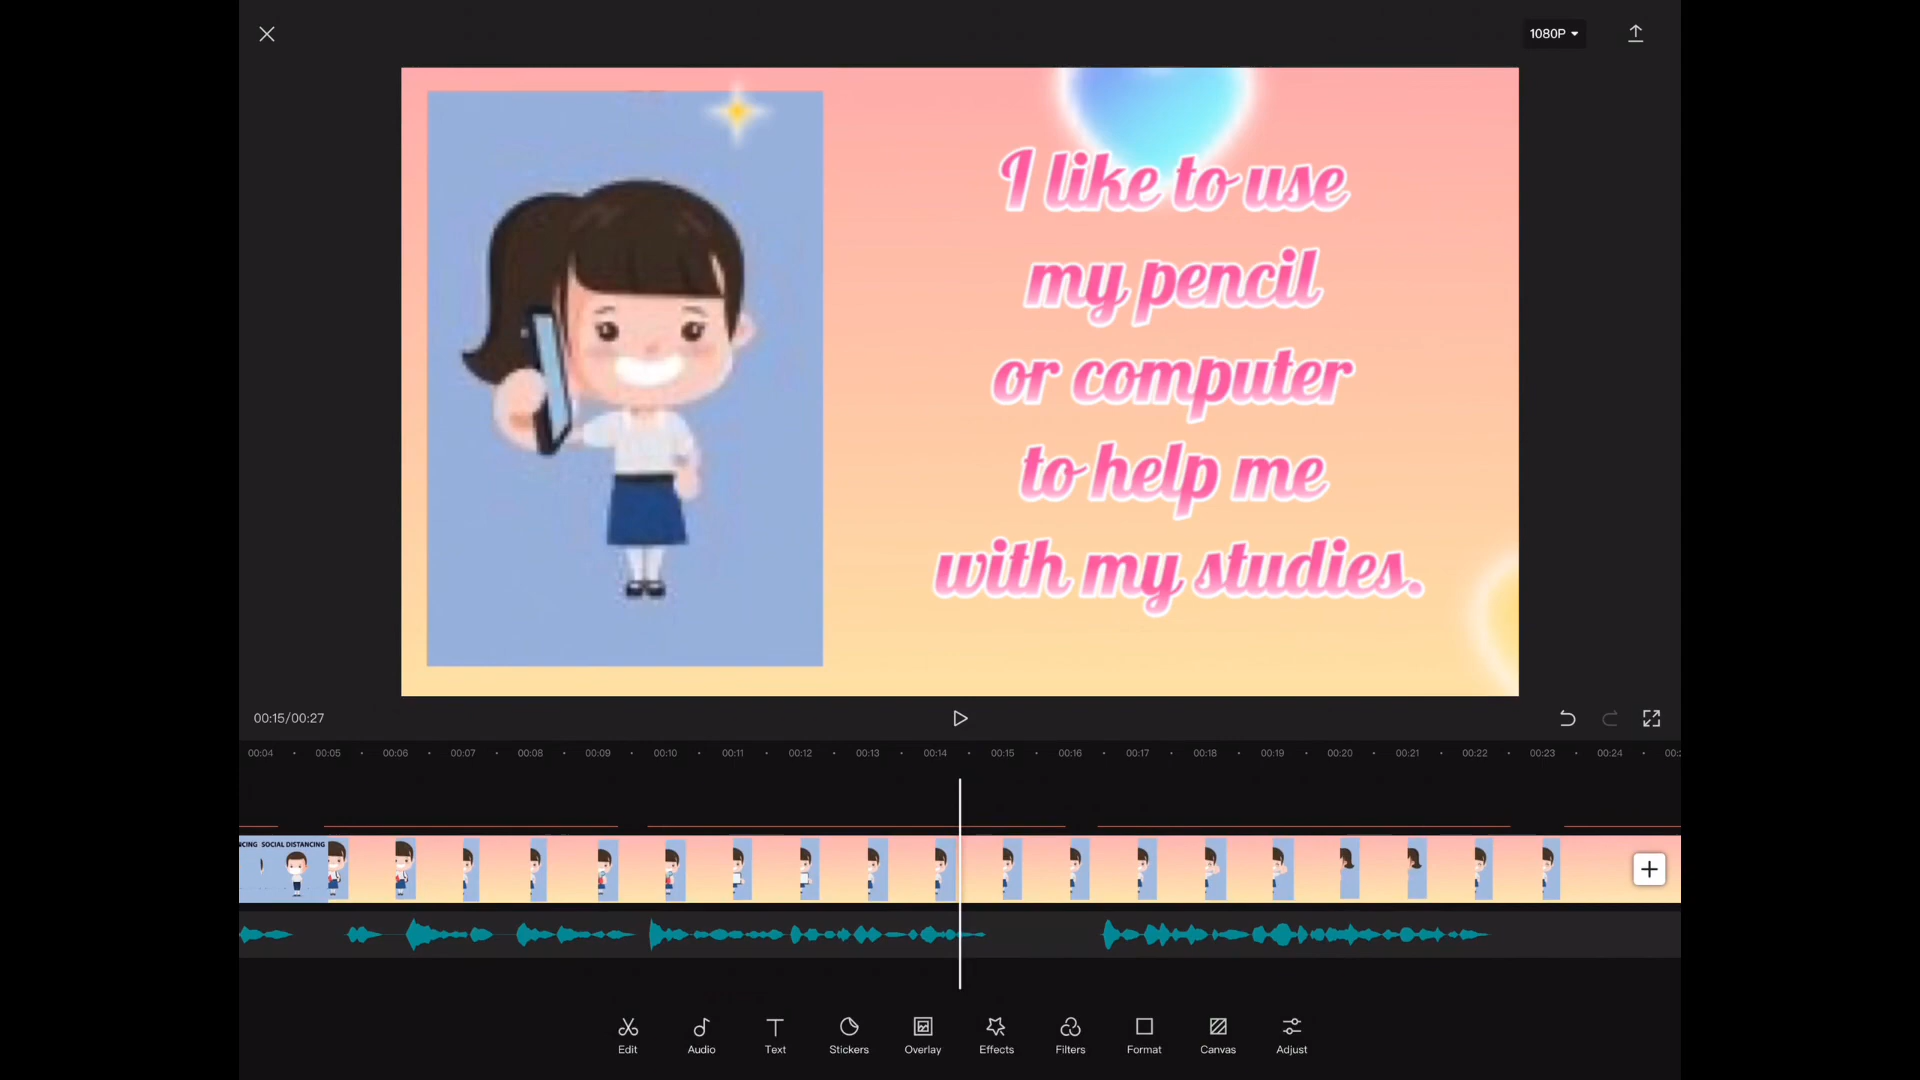 1080P
I like to use
my pencil
or computer
to help me
with my studies.
00:15/00:27
00:04 00:05 00:06 00:07 00:08 00:09 00:10 00:11 00:12 00:13 00:14 00:15 00:16 00:17 00:18 00:19 00:20 00:21 00:22 00:23 00:24
NCING SOCIAL DISTANCING
Edit Audio Text Stickers Overlay Effects Filters Format Canvas Adjust